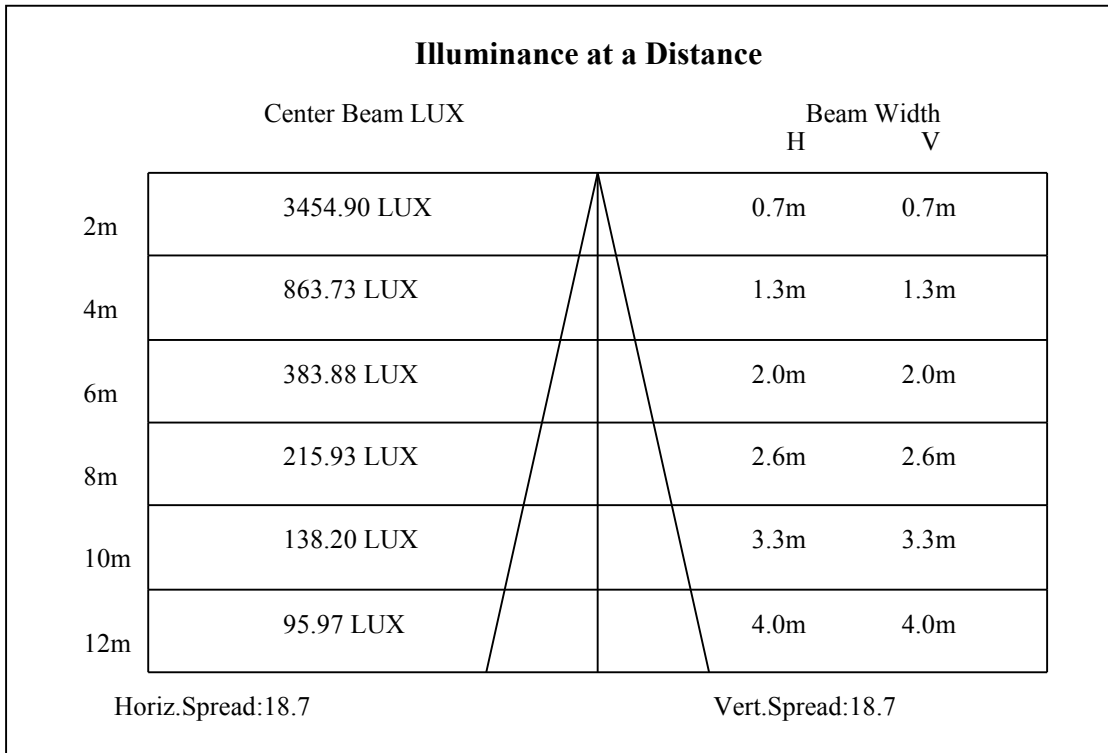 Illuminance at a Distance
Center Beam LUX Beam Width
H V
2m 3454.90 LUX 0.7m 0.7m
4m 863.73 LUX 1.3m 1.3m
6m 383.88 LUX 2.0m 2.0m
8m 215.93 LUX 2.6m 2.6m
10m 138.20 LUX 3.3m 3.3m
12m 95.97 LUX 4.0m 4.0m
Horiz.Spread:18.7 Vert.Spread:18.7